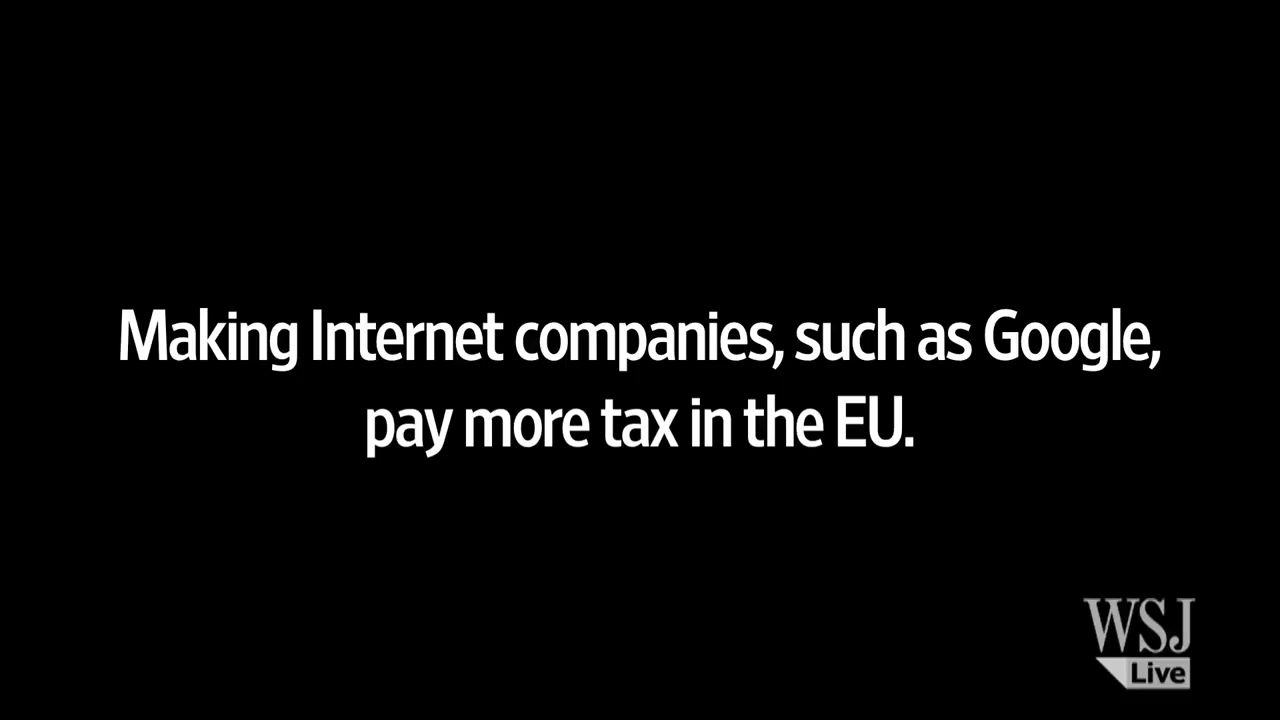 Making Internet companies, such as Google,
pay more tax in the EU.
WSJ
Live